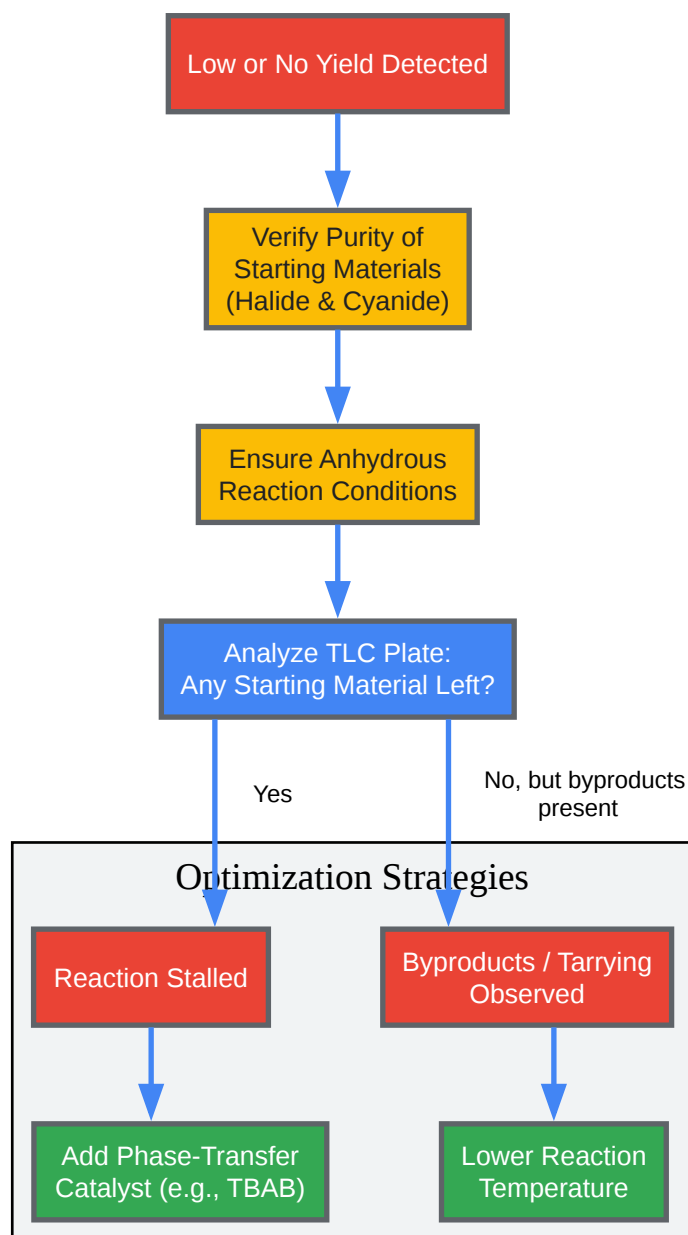 Low or No Yield Detected
Verify Purity of
Starting Materials
(Halide & Cyanide)
Ensure Anhydrous
Reaction Conditions
Analyze TLC Plate:
Any Starting Material Left?
Yes
No, but byproducts
present
Optimization Strategies
Reaction Stalled
Byproducts / Tarrying
Observed
Add Phase-Transfer
Catalyst (e.g., TBAB)
Lower Reaction
Temperature